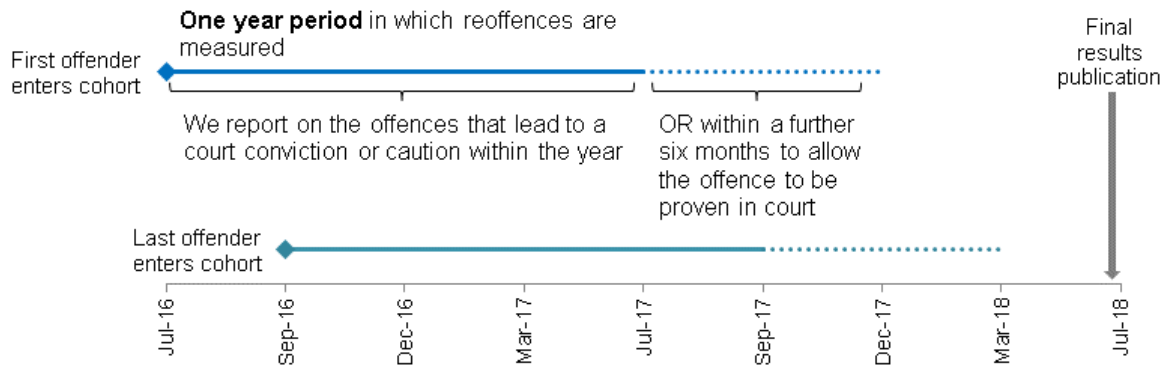 One year period in which reoffences are
measured
First offender
enters cohort
Final
results
publication
We report on the offences that lead to a
court conviction or caution within the year
OR within a further
six months to allow
the offence to be
proven in court
Last offender
enters cohort
Jul-16
Sep-16
Dec-16
Mar-17
Jul-17
Sep-17
Dec-17
Mar-18
Jul-18